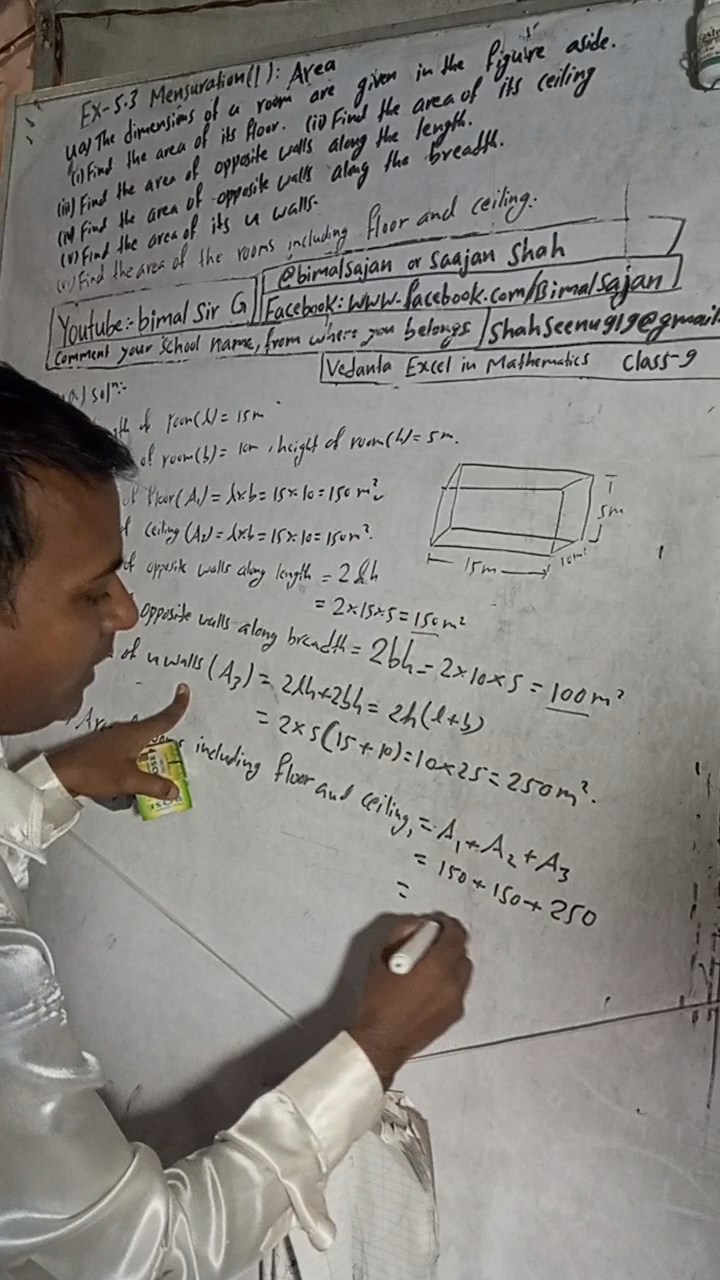 Ex-5.3 Mensuration(I): Area
4a) The dimensions of a room are given in the figure aside.
(i) Find the area of its floor. (ii) Find the area of its ceiling
(iii) Find the area of opposite walls along the length.
(iv) Find the area of opposite walls along the breadth.
(v) Find the area of its 4 walls.
(vi) Find the area of the rooms including floor and ceiling.
Youtube:- bimal Sir G
@bimalsajan or Saajan Shah
Facebook: www.facebook.com/Bimalsajan
Comment your school name, from where you belongs
Shahseenu919@gmail.
Vedanta Excel in Mathematics Class-9
a) Solⁿ:-
gth of room(l) = 15m
of room(b) = 10m, height of room(h) = 5m.
of floor(A₁) = l×b = 15×10 = 150m²
f ceiling (A₂) = l×b = 15×10 = 150m².
of opposite walls along length = 2lh
= 2×15×5 = 150m²
opposite walls along breadth = 2bh = 2×10×5 = 100m²
of 4 walls (A₃) = 2lh+2bh = 2h(l+b)
= 2×5(15+10) = 10×25 = 250m².
Are including floor and ceiling, = A₁+A₂+A₃
= 150+150+250
=
5m
10m
15m